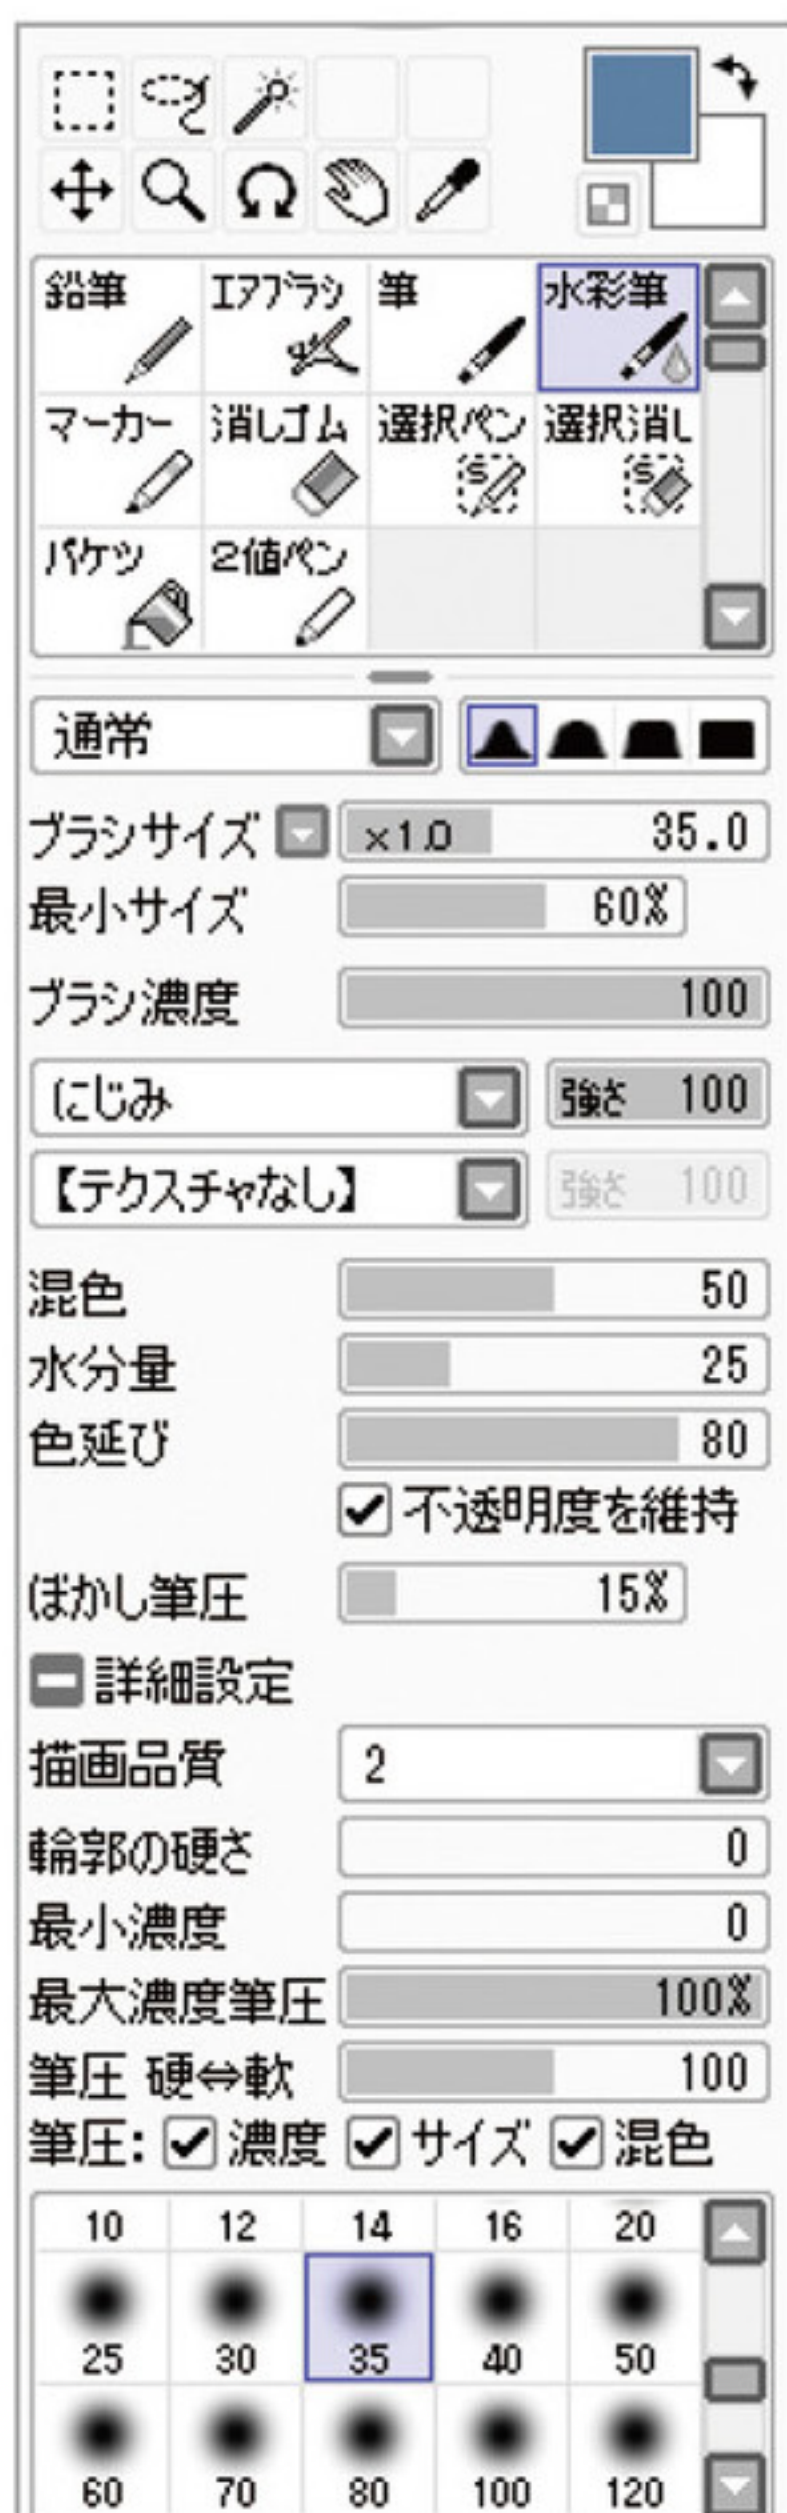 鉛筆 エアブラシ 筆 水彩筆
マーカー 消しゴム 選択ペン 選択消し
バケツ 2値ペン
通常
ブラシサイズ ×1.0 35.0
最小サイズ 60%
ブラシ濃度 100
にじみ 強さ 100
【テクスチャなし】 強さ 100
混色 50
水分量 25
色延び 80
不透明度を維持
ぼかし筆圧 15%
詳細設定
描画品質 2
輪郭の硬さ 0
最小濃度 0
最大濃度筆圧 100%
筆圧 硬⇔軟 100
筆圧: 濃度 サイズ 混色
10 12 14 16 20
25 30 35 40 50
60 70 80 100 120